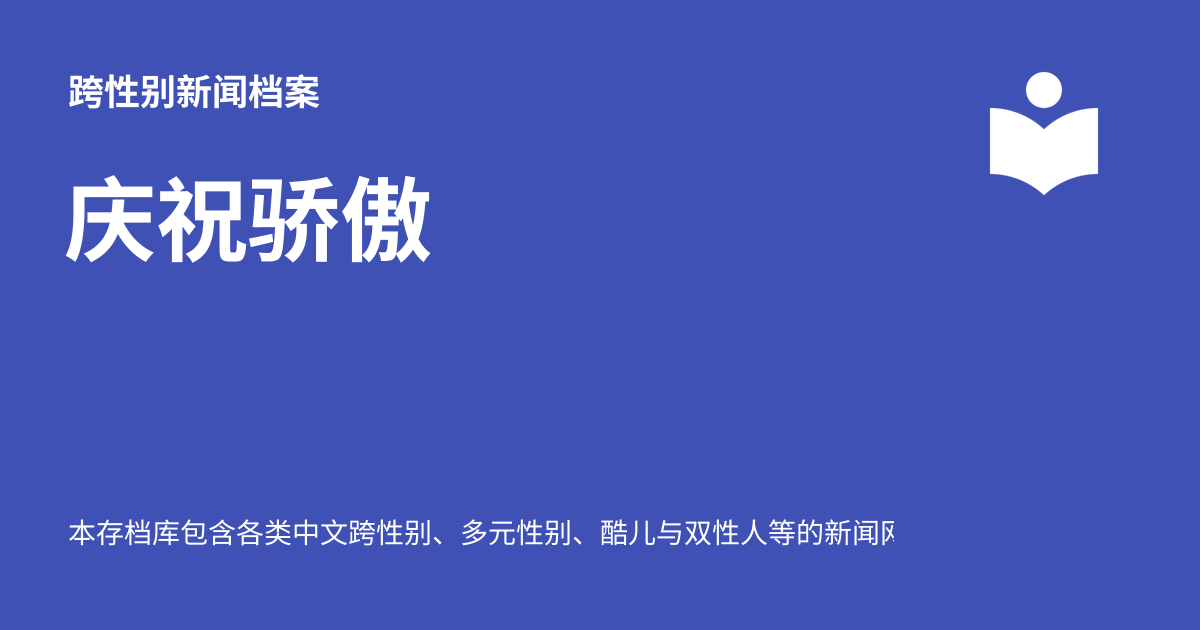 跨性别新闻档案
庆祝骄傲
本存档库包含各类中文跨性别、多元性别、酷儿与双性人等的新闻网